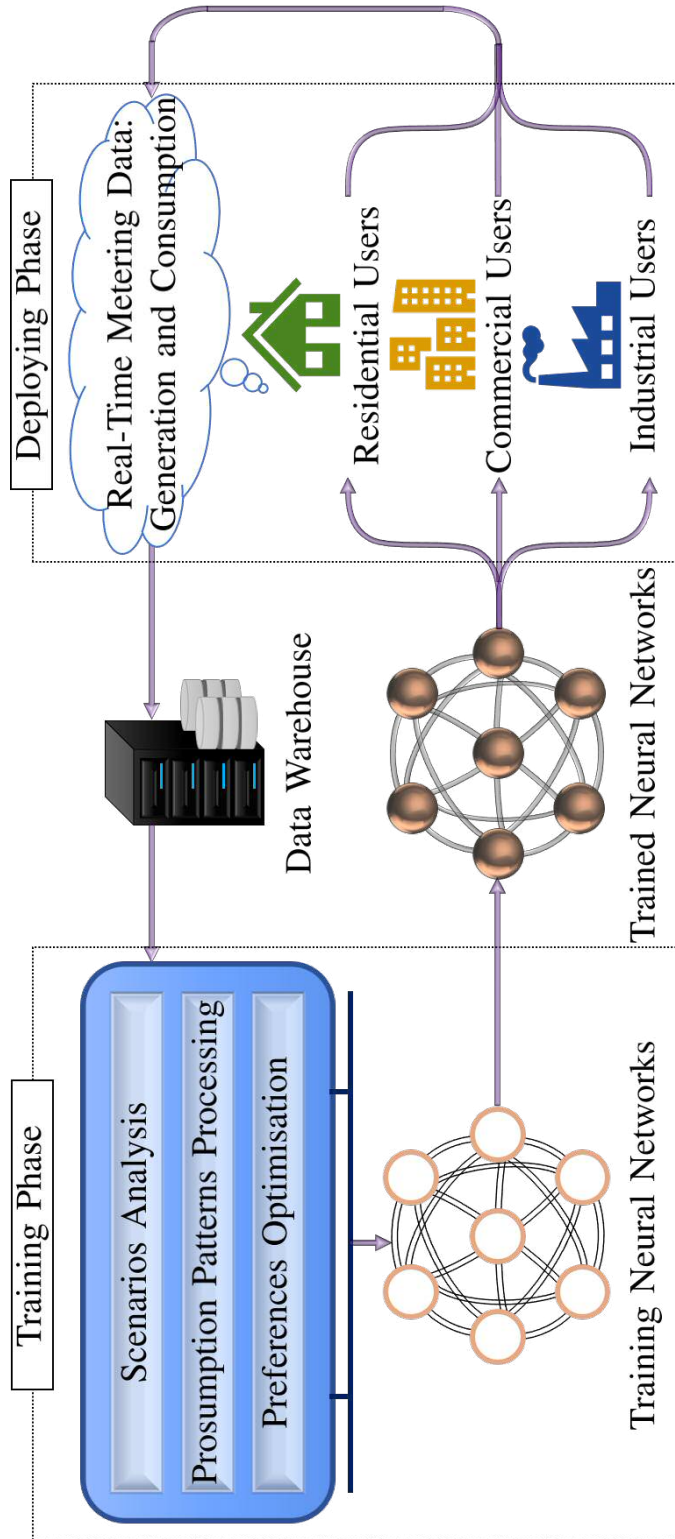 Training Phase
Deploying Phase
Scenarios Analysis
Prosumption Patterns Processing
Preferences Optimisation
Data Warehouse
Real-Time Metering Data:
Generation and Consumption
Residential Users
Commercial Users
Industrial Users
Training Neural Networks
Trained Neural Networks